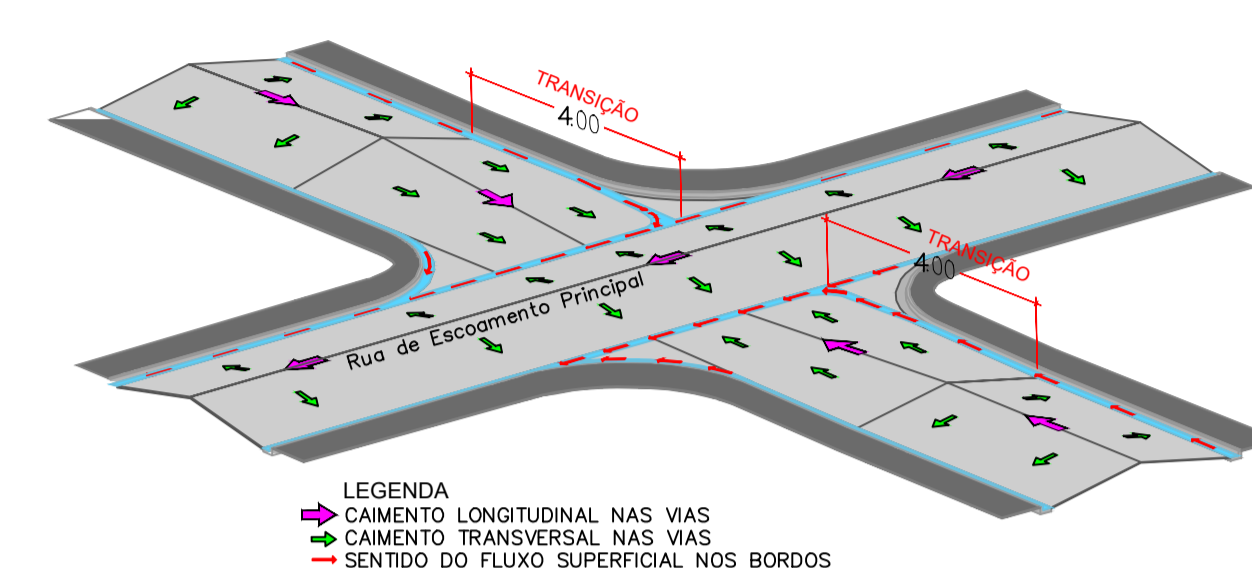 TRANSIÇÃO
4.00
TRANSIÇÃO
4.00
Rua de Escoamento Principal
LEGENDA
CAIMENTO LONGITUDINAL NAS VIAS
CAIMENTO TRANSVERSAL NAS VIAS
SENTIDO DO FLUXO SUPERFICIAL NOS BORDOS